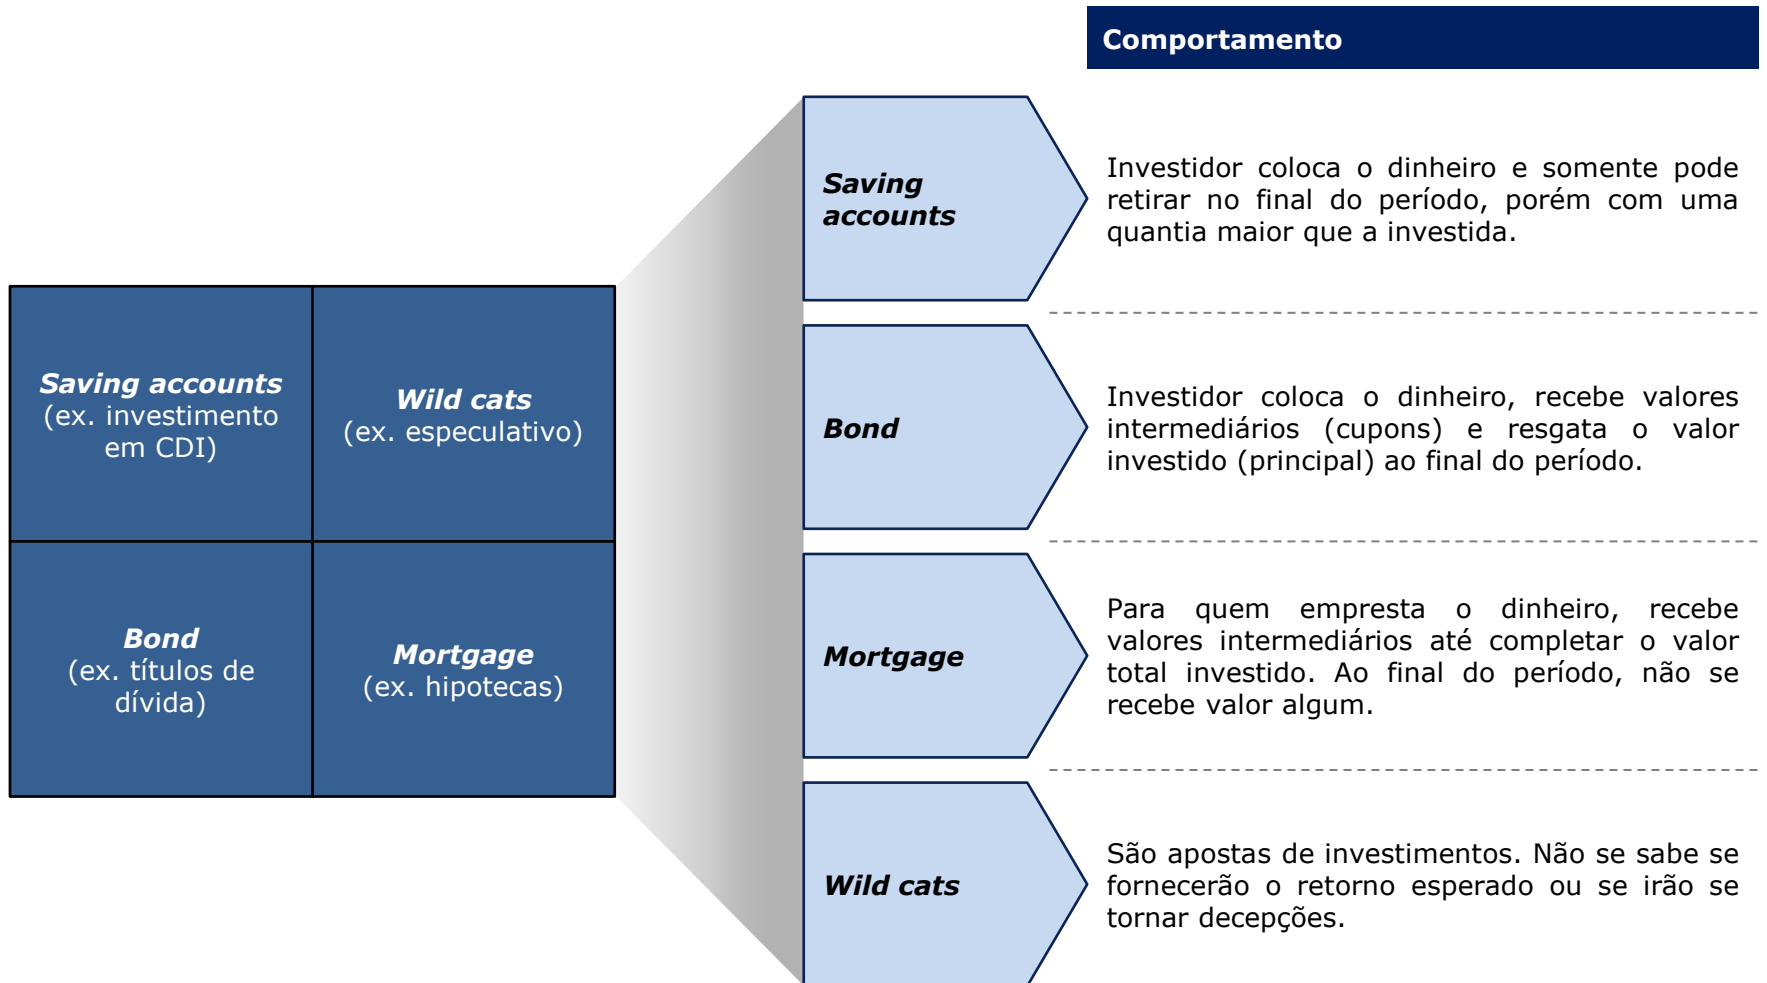 Comportamento
Saving accounts
(ex. investimento
em CDI)
Wild cats
(ex. especulativo)
Bond
(ex. títulos de
dívida)
Mortgage
(ex. hipotecas)
Saving
accounts
Investidor coloca o dinheiro e somente pode
retirar no final do período, porém com uma
quantia maior que a investida.
Bond
Investidor coloca o dinheiro, recebe valores
intermediários (cupons) e resgata o valor
investido (principal) ao final do período.
Mortgage
Para quem empresta o dinheiro, recebe
valores intermediários até completar o valor
total investido. Ao final do período, não se
recebe valor algum.
Wild cats
São apostas de investimentos. Não se sabe se
fornecerão o retorno esperado ou se irão se
tornar decepções.